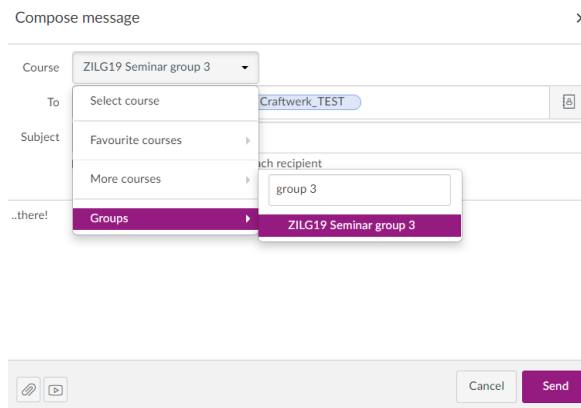 Compose message
Course ZILG19 Seminar group 3
To Select course Craftwerk_TEST
Subject Favourite courses
ach recipient
More courses
group 3
..there! Groups ZILG19 Seminar group 3
Cancel Send